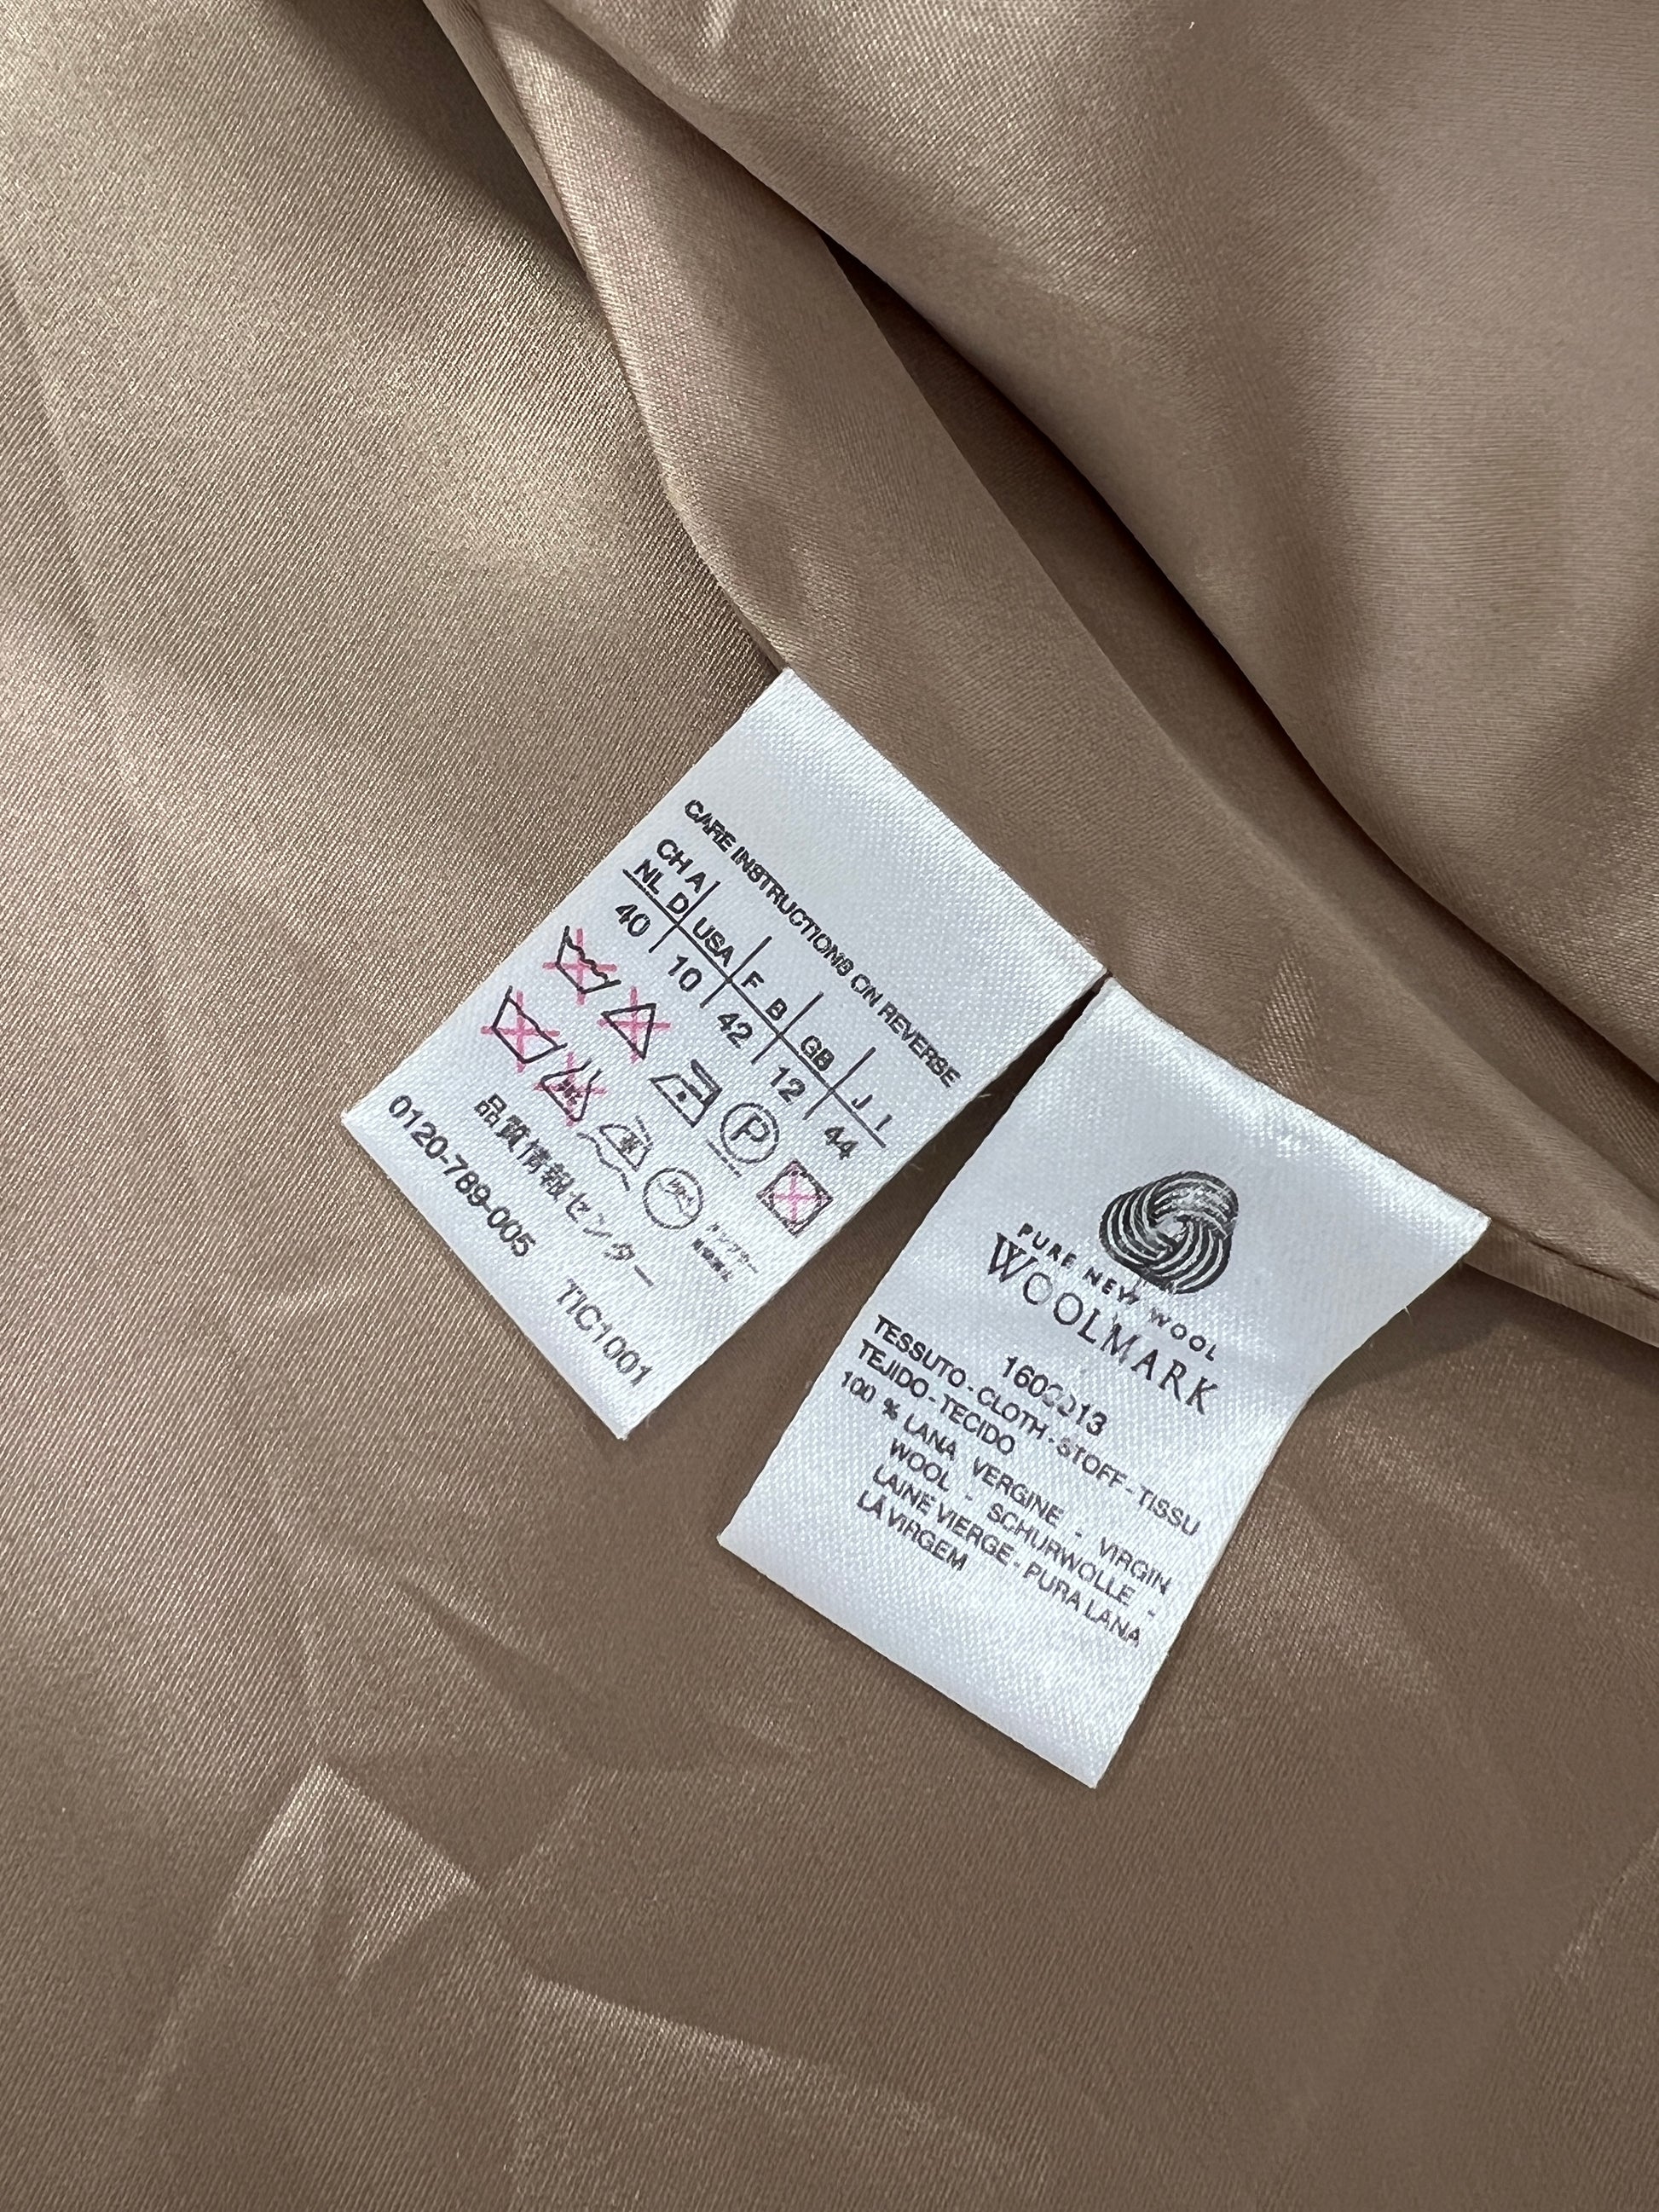 CARE INSTRUCTIONS ON REVERSE
CH A
NL D USA F B GB J I
40 10 42 12 44
P
品質情報センター
0120-789-005 TIC1001
PURE NEW WOOL
WOOLMARK
TESSUTO - CLOTH - STOFF - TISSU
TEJIDO - TECIDO
100 % LANA VERGINE - VIRGIN
WOOL - SCHURWOLLE -
LAINE VIERGE - PURA LANA
LÁ VIRGEM